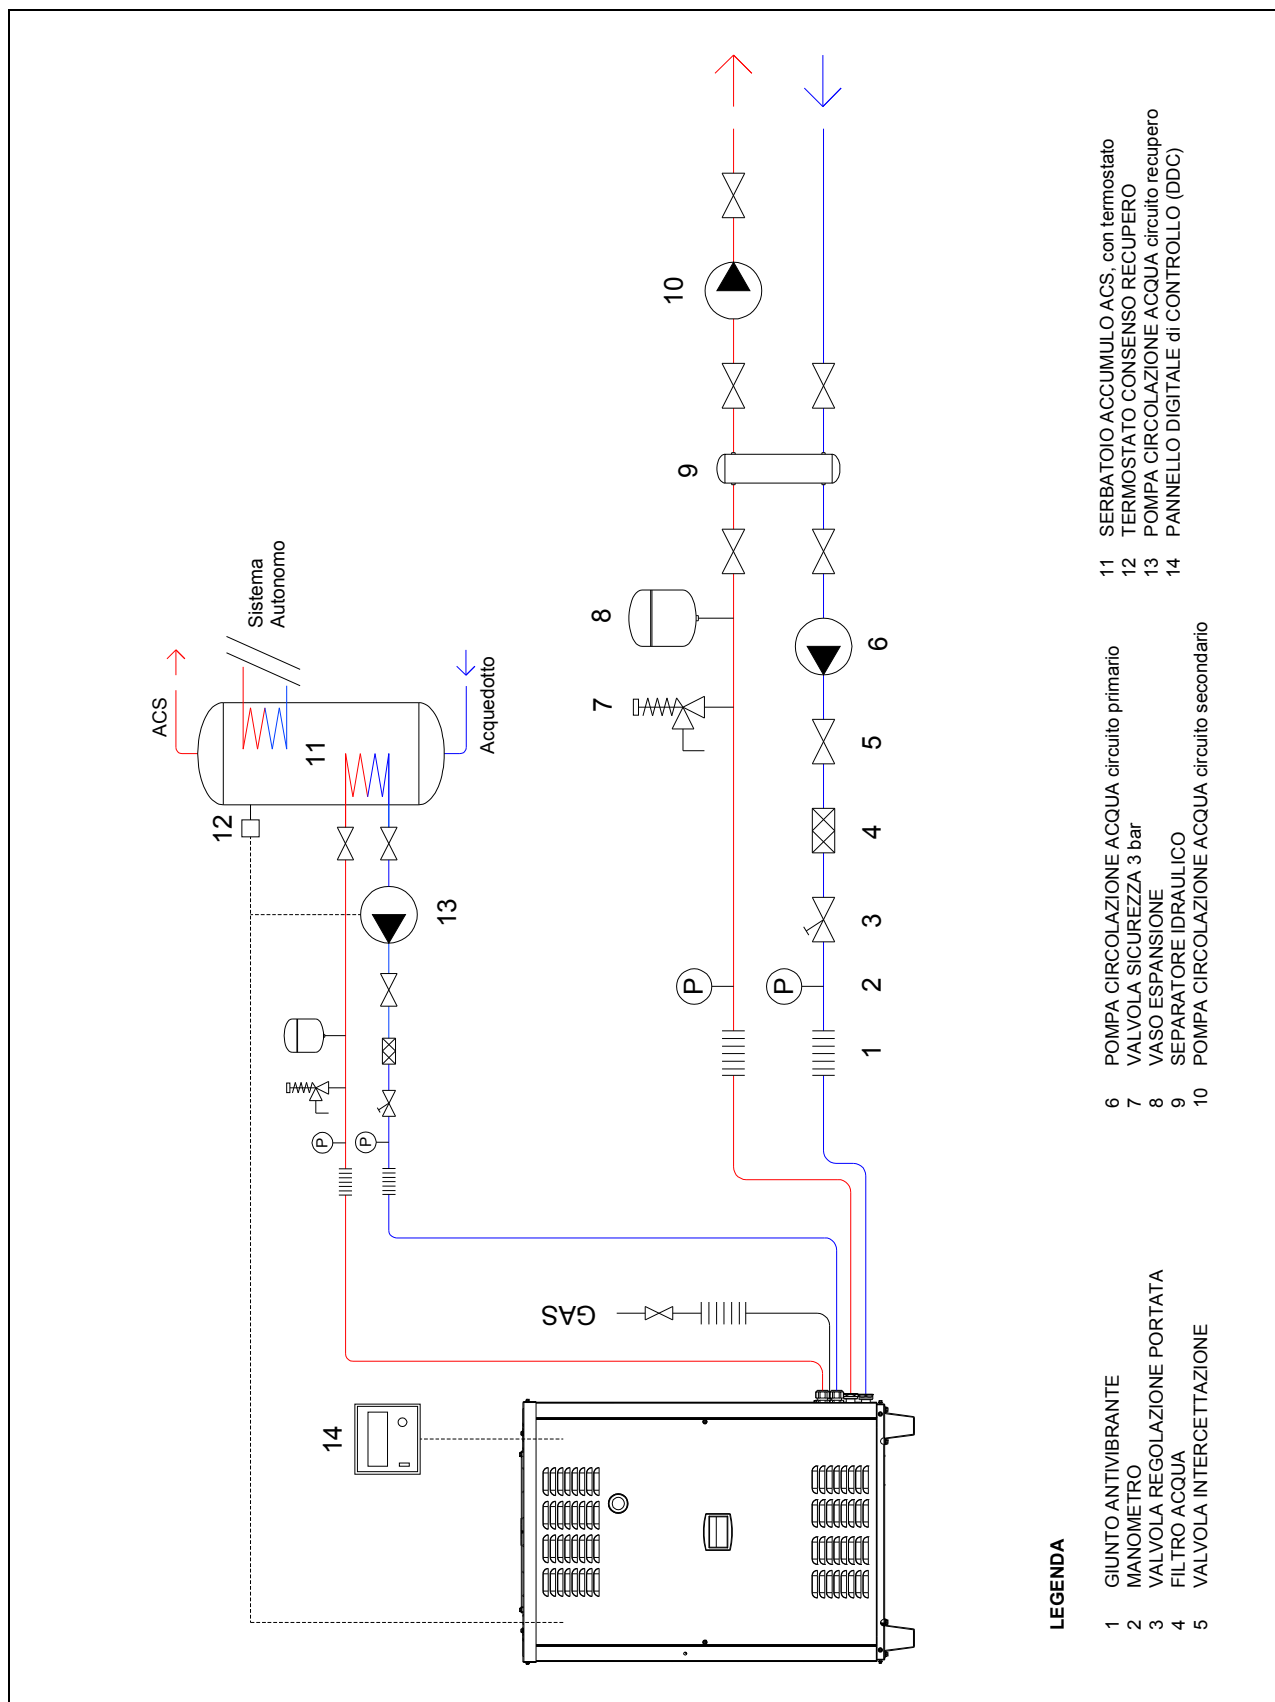 ACS
Sistema
Autonomo
11
Acquedotto
12
13
P
P
14
GAS
10
9
8
7
6
5
4
3
2
1
P
P
LEGENDA
1 GIUNTO ANTIVIBRANTE
2 MANOMETRO
3 VALVOLA REGOLAZIONE PORTATA
4 FILTRO ACQUA
5 VALVOLA INTERCETTAZIONE
6 POMPA CIRCOLAZIONE ACQUA circuito primario
7 VALVOLA SICUREZZA 3 bar
8 VASO ESPANSIONE
9 SEPARATORE IDRAULICO
10 POMPA CIRCOLAZIONE ACQUA circuito secondario
11 SERBATOIO ACCUMULO ACS, con termostato
12 TERMOSTATO CONSENSO RECUPERO
13 POMPA CIRCOLAZIONE ACQUA circuito recupero
14 PANNELLO DIGITALE di CONTROLLO (DDC)